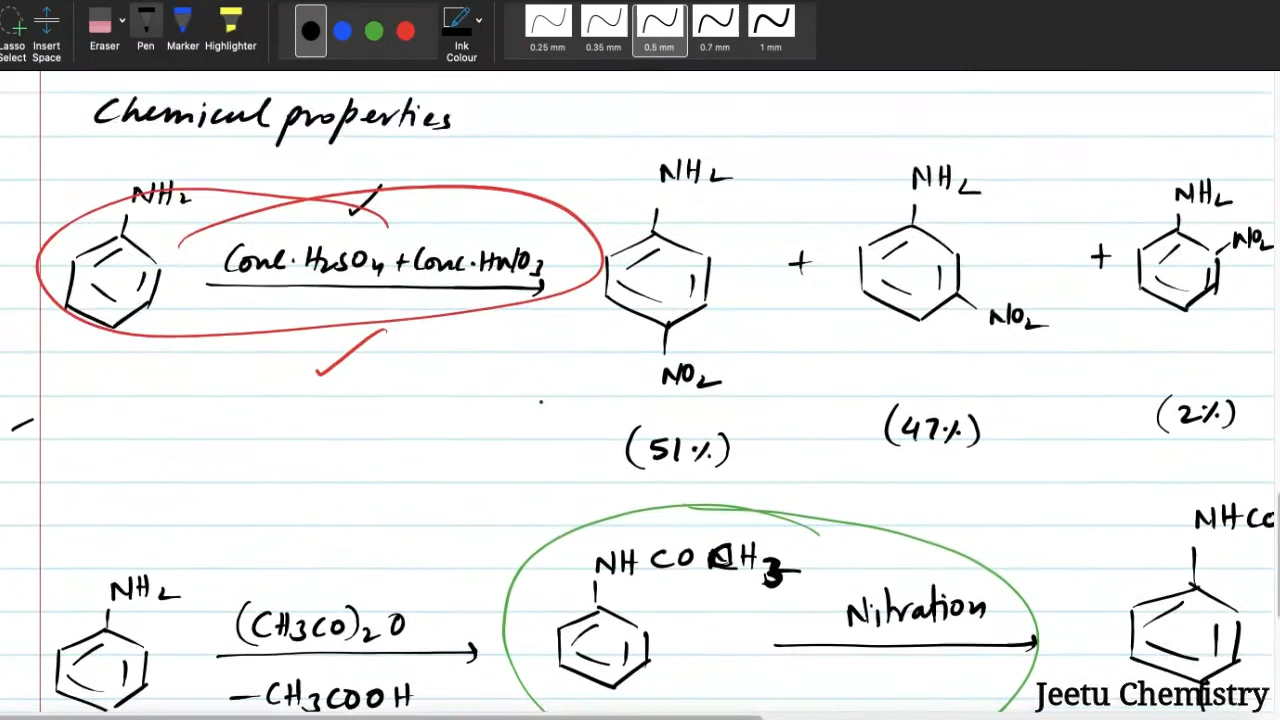 Lasso Select
Insert Space
Eraser
Pen
Marker
Highlighter
Ink Colour
0.25 mm
0.35 mm
0.5 mm
0.7 mm
1 mm
Chemical properties
NH2
Conc. H2SO4 + Conc. HNO3
NH2
NO2
(51%)
+
NH2
NO2
(47%)
+
NH2
NO2
(2%)
NH2
(CH3CO)2O
-CH3COOH
NHCOCH3
Nitration
NHCO
Jeetu Chemistry